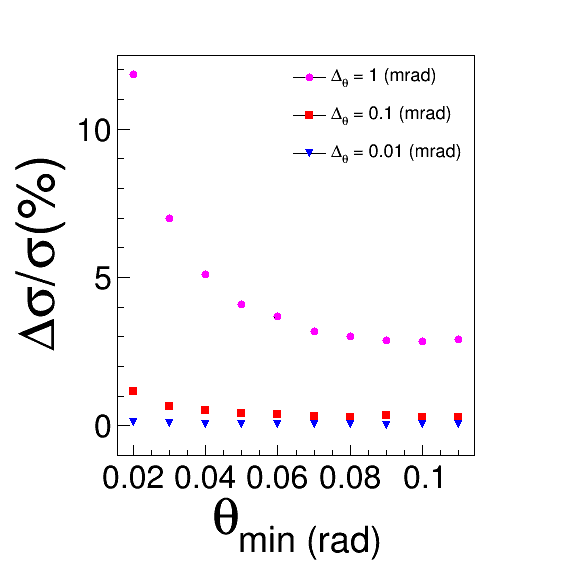 Δσ/σ(%)
10
5
0
Δθ = 1 (mrad)
Δθ = 0.1 (mrad)
Δθ = 0.01 (mrad)
0.02 0.04 0.06 0.08 0.1
θmin (rad)